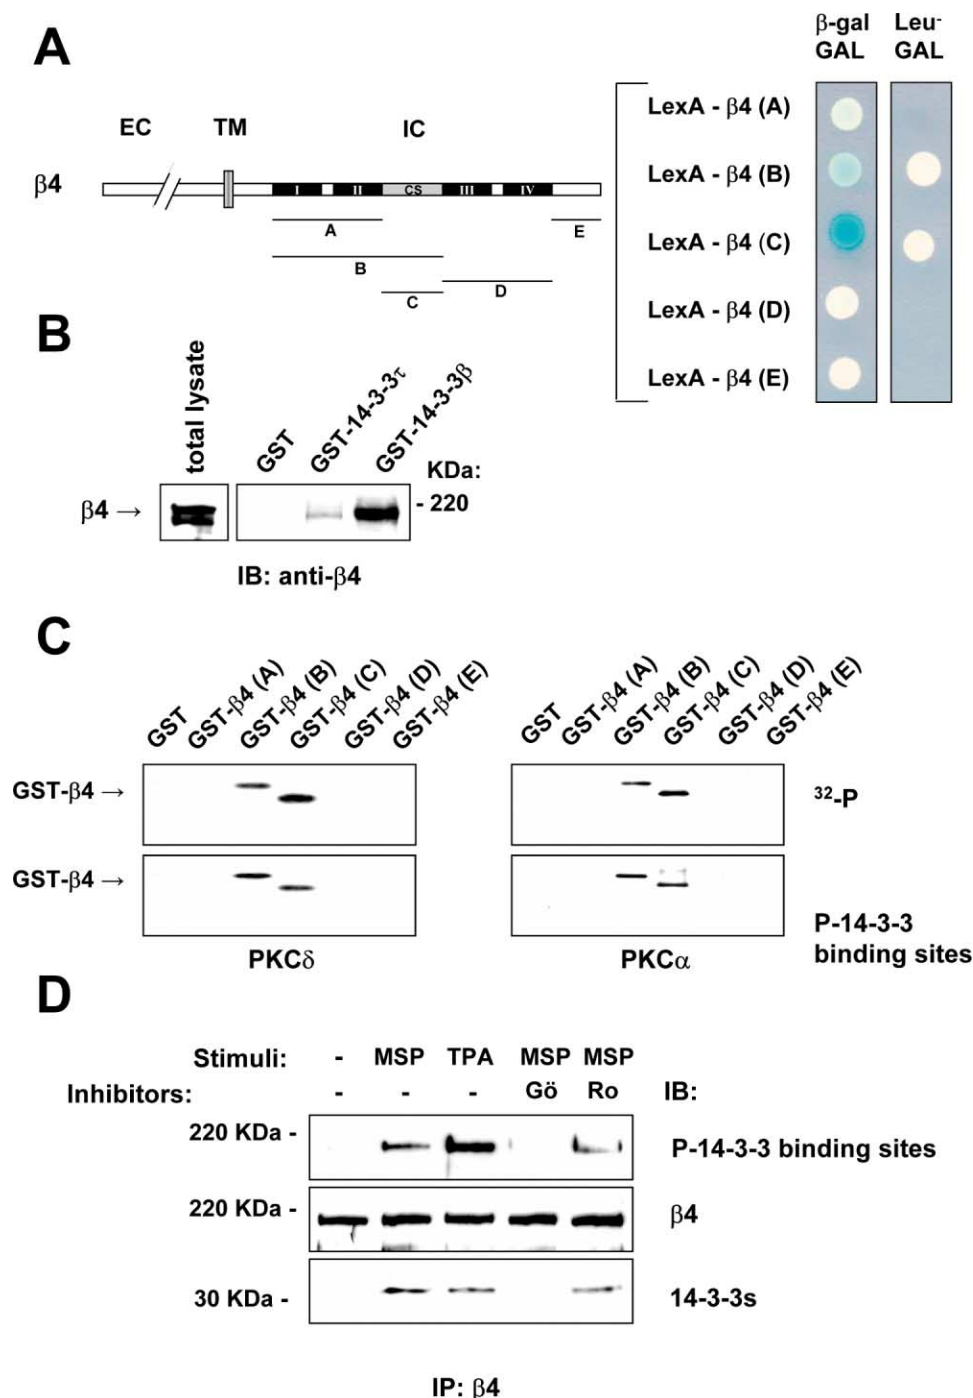 A
β-gal Leu-
GAL GAL
EC TM IC
β4
I II CS III IV
A E
B
C D
LexA - β4 (A)
LexA - β4 (B)
LexA - β4 (C)
LexA - β4 (D)
LexA - β4 (E)
B
total lysate
GST GST-14-3-3τ GST-14-3-3β
KDa:
β4 → - 220
IB: anti-β4
C
GST GST-β4 (A) GST-β4 (B) GST-β4 (C) GST-β4 (D) GST-β4 (E)
GST GST-β4 (A) GST-β4 (B) GST-β4 (C) GST-β4 (D) GST-β4 (E)
GST-β4 → 32-P
GST-β4 →
P-14-3-3
binding sites
PKCδ PKCα
D
Stimuli: - MSP TPA MSP MSP
Inhibitors: - - - Gö Ro IB:
220 KDa - P-14-3-3 binding sites
220 KDa - β4
30 KDa - 14-3-3s
IP: β4